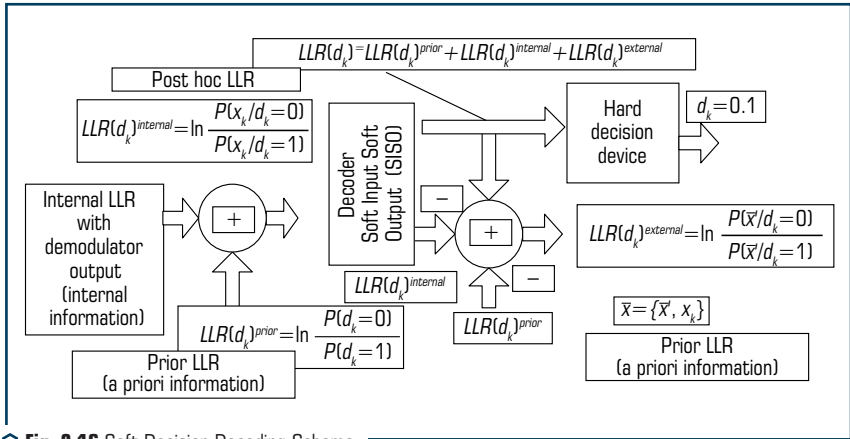 LLR(d_k)=LLR(d_k)^prior+LLR(d_k)^internal+LLR(d_k)^external
Post hoc LLR
LLR(d_k)^internal=ln P(x_k/d_k=0)
P(x_k/d_k=1)
Decoder
Soft Input Soft
Output (SISO)
Hard
decision
device
d_k=0.1
Internal LLR
with
demodulator
output
(internal
information)
+
−
+
−
LLR(d_k)^external=ln P(x̅/d_k=0)
P(x̅/d_k=1)
LLR(d_k)^internal
LLR(d_k)^prior
LLR(d_k)^prior=ln P(d_k=0)
P(d_k=1)
Prior LLR
(a priori information)
x̅={x̅', x_k}
Prior LLR
(a priori information)
Fig. 2.16 Soft Decision Decoding Scheme